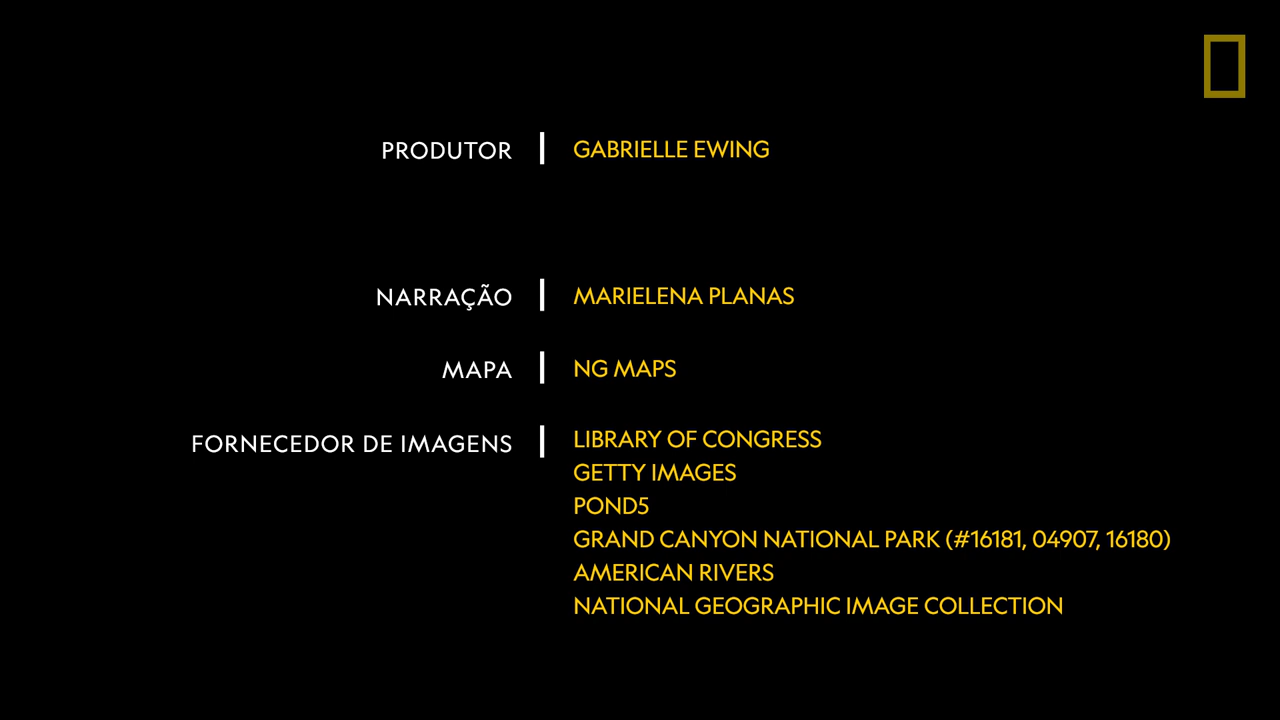 PRODUTOR | GABRIELLE EWING
NARRAÇÃO | MARIELENA PLANAS
MAPA | NG MAPS
FORNECEDOR DE IMAGENS | LIBRARY OF CONGRESS
GETTY IMAGES
POND5
GRAND CANYON NATIONAL PARK (#16181, 04907, 16180)
AMERICAN RIVERS
NATIONAL GEOGRAPHIC IMAGE COLLECTION